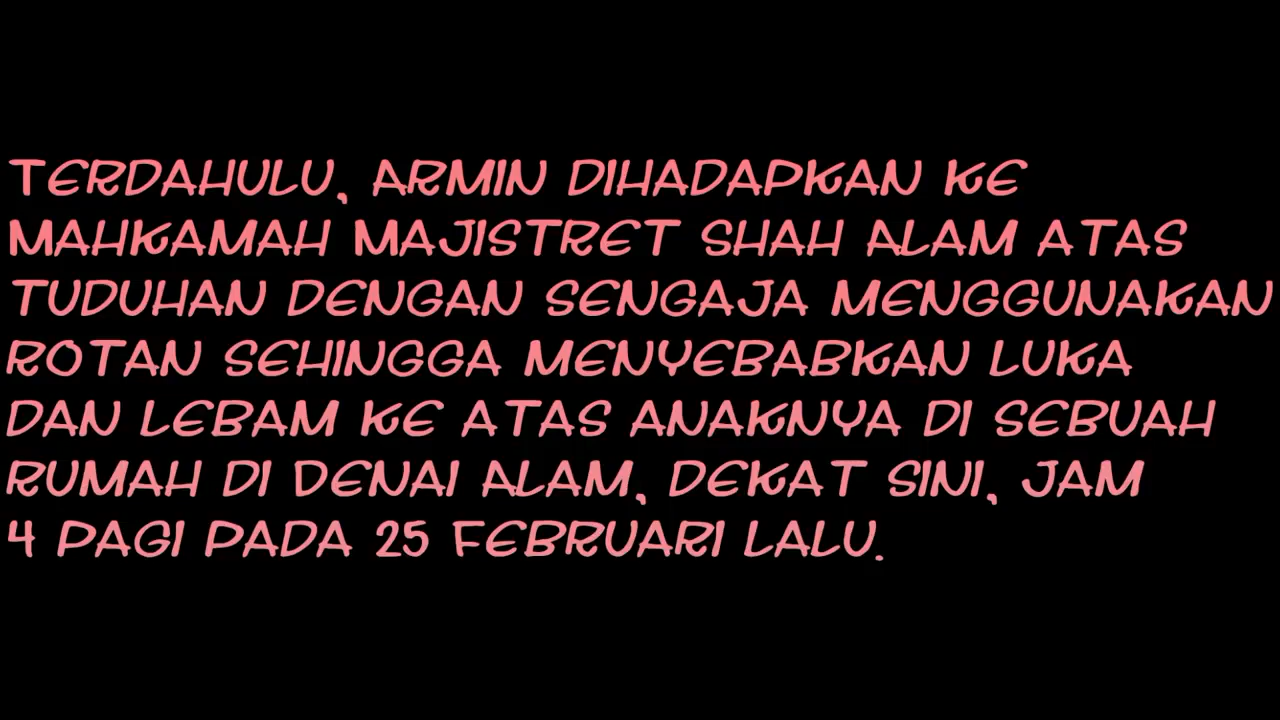 TERDAHULU, ARMIN DIHADAPKAN KE
MAHKAMAH MAJISTRET SHAH ALAM ATAS
TUDUHAN DENGAN SENGAJA MENGGUNAKAN
ROTAN SEHINGGA MENYEBABKAN LUKA
DAN LEBAM KE ATAS ANAKNYA DI SEBUAH
RUMAH DI DENAI ALAM, DEKAT SINI, JAM
4 PAGI PADA 25 FEBRUARI LALU.